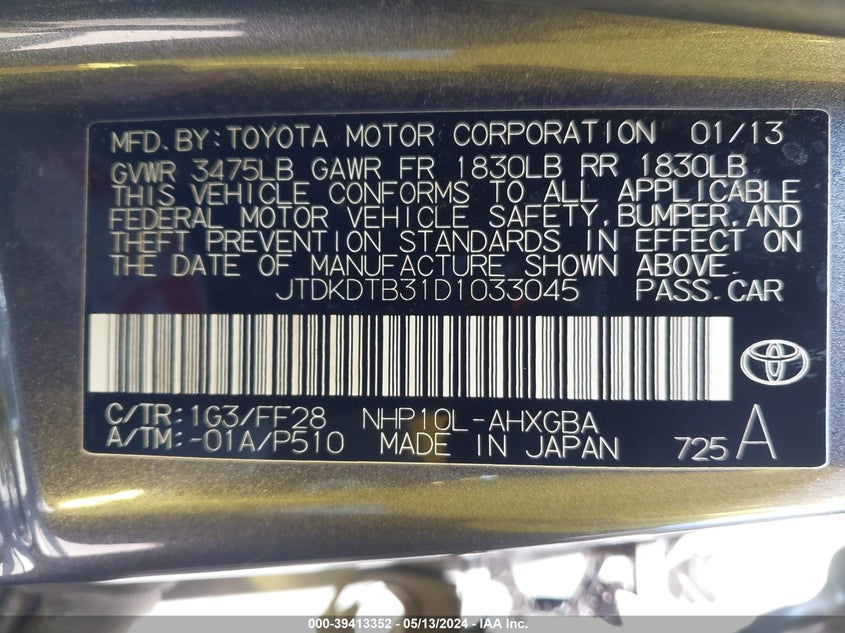 MFD.BY:TOYOTA MOTOR CORPORATION 01/13
GVWR 3475LB GAWR FR 1830LB RR 1830LB
THIS VEHICLE CONFORMS TO ALL APPLICABLE
FEDERAL MOTOR VEHICLE SAFETY,BUMPER,AND
THEFT PREVENTION STANDARDS IN EFFECT ON
THE DATE OF MANUFACTURE SHOWN ABOVE.
JTDKDTB31D1033045 PASS.CAR
C/TR:1G3/FF28 NHP10L-AHXGBA
A/TM:-01A/P510 MADE IN JAPAN 725A
000-39413352 - 05/13/2024 - IAA Inc.